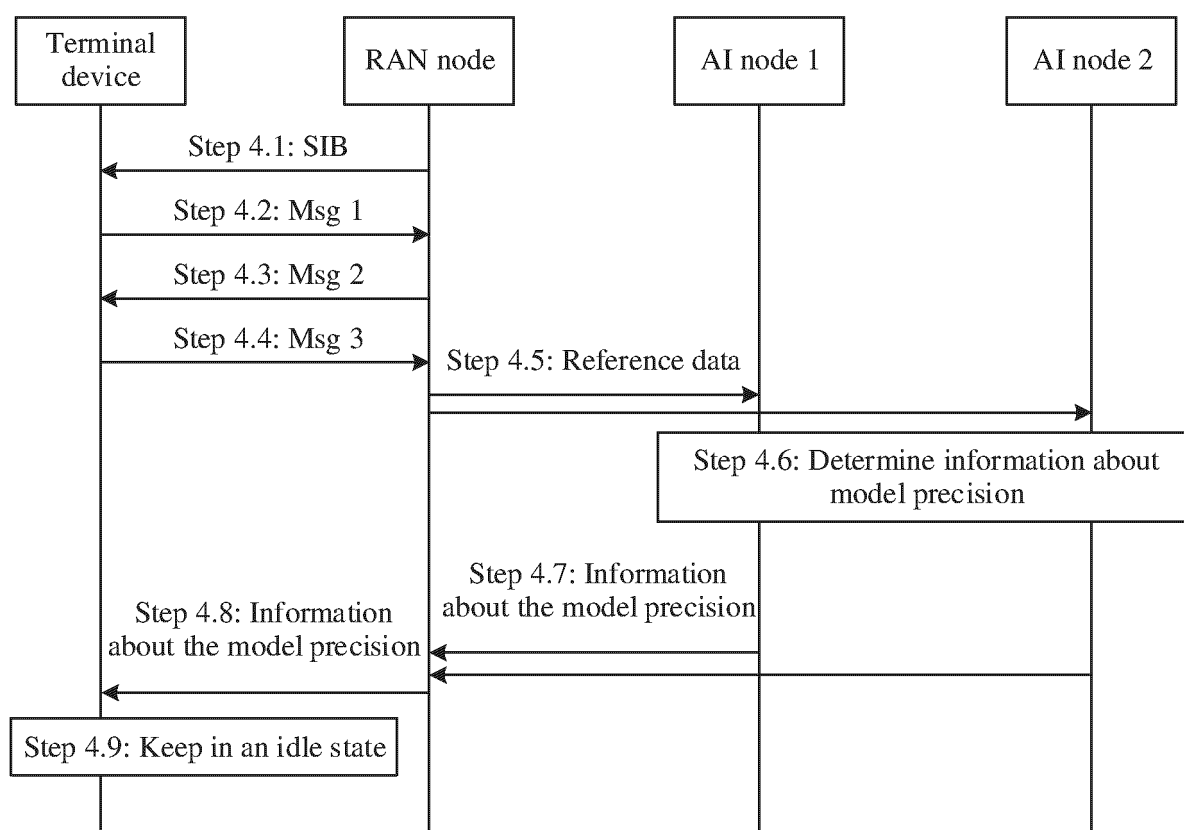 Terminal
device
RAN node
AI node 1
AI node 2
Step 4.1: SIB
Step 4.2: Msg 1
Step 4.3: Msg 2
Step 4.4: Msg 3
Step 4.5: Reference data
Step 4.6: Determine information about
model precision
Step 4.7: Information
about the model precision
Step 4.8: Information
about the model precision
Step 4.9: Keep in an idle state